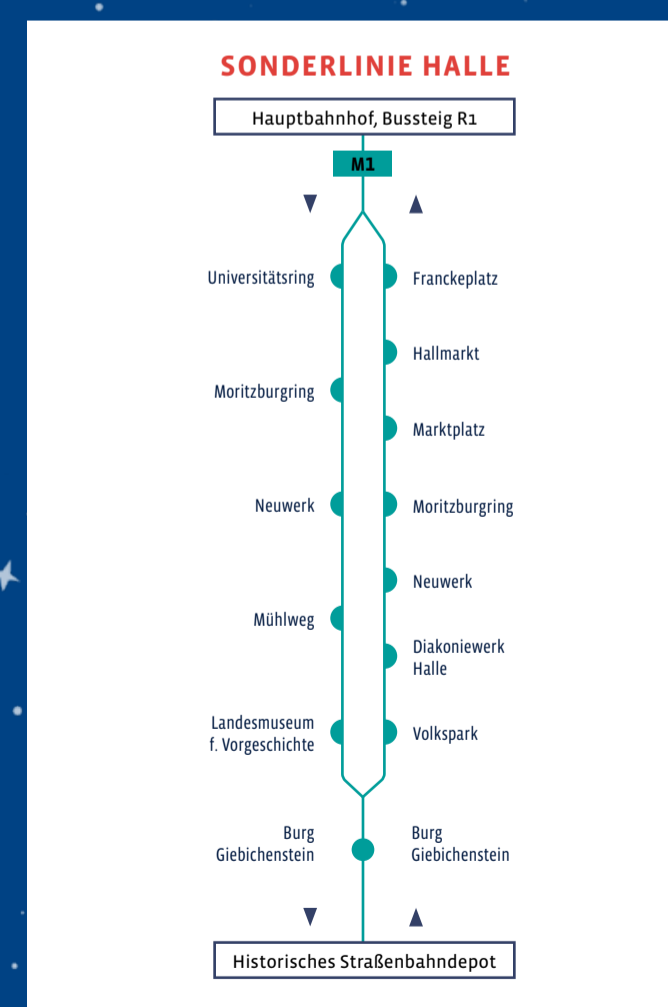 SONDERLINIE HALLE
Hauptbahnhof, Bussteig R1
M1
Universitätsring
Franckeplatz
Hallmarkt
Moritzburgring
Marktplatz
Neuwerk
Moritzburgring
Neuwerk
Mühlweg
Diakoniewerk
Halle
Landesmuseum
f. Vorgeschichte
Volkspark
Burg
Giebichenstein
Burg
Giebichenstein
Historisches Straßenbahndepot